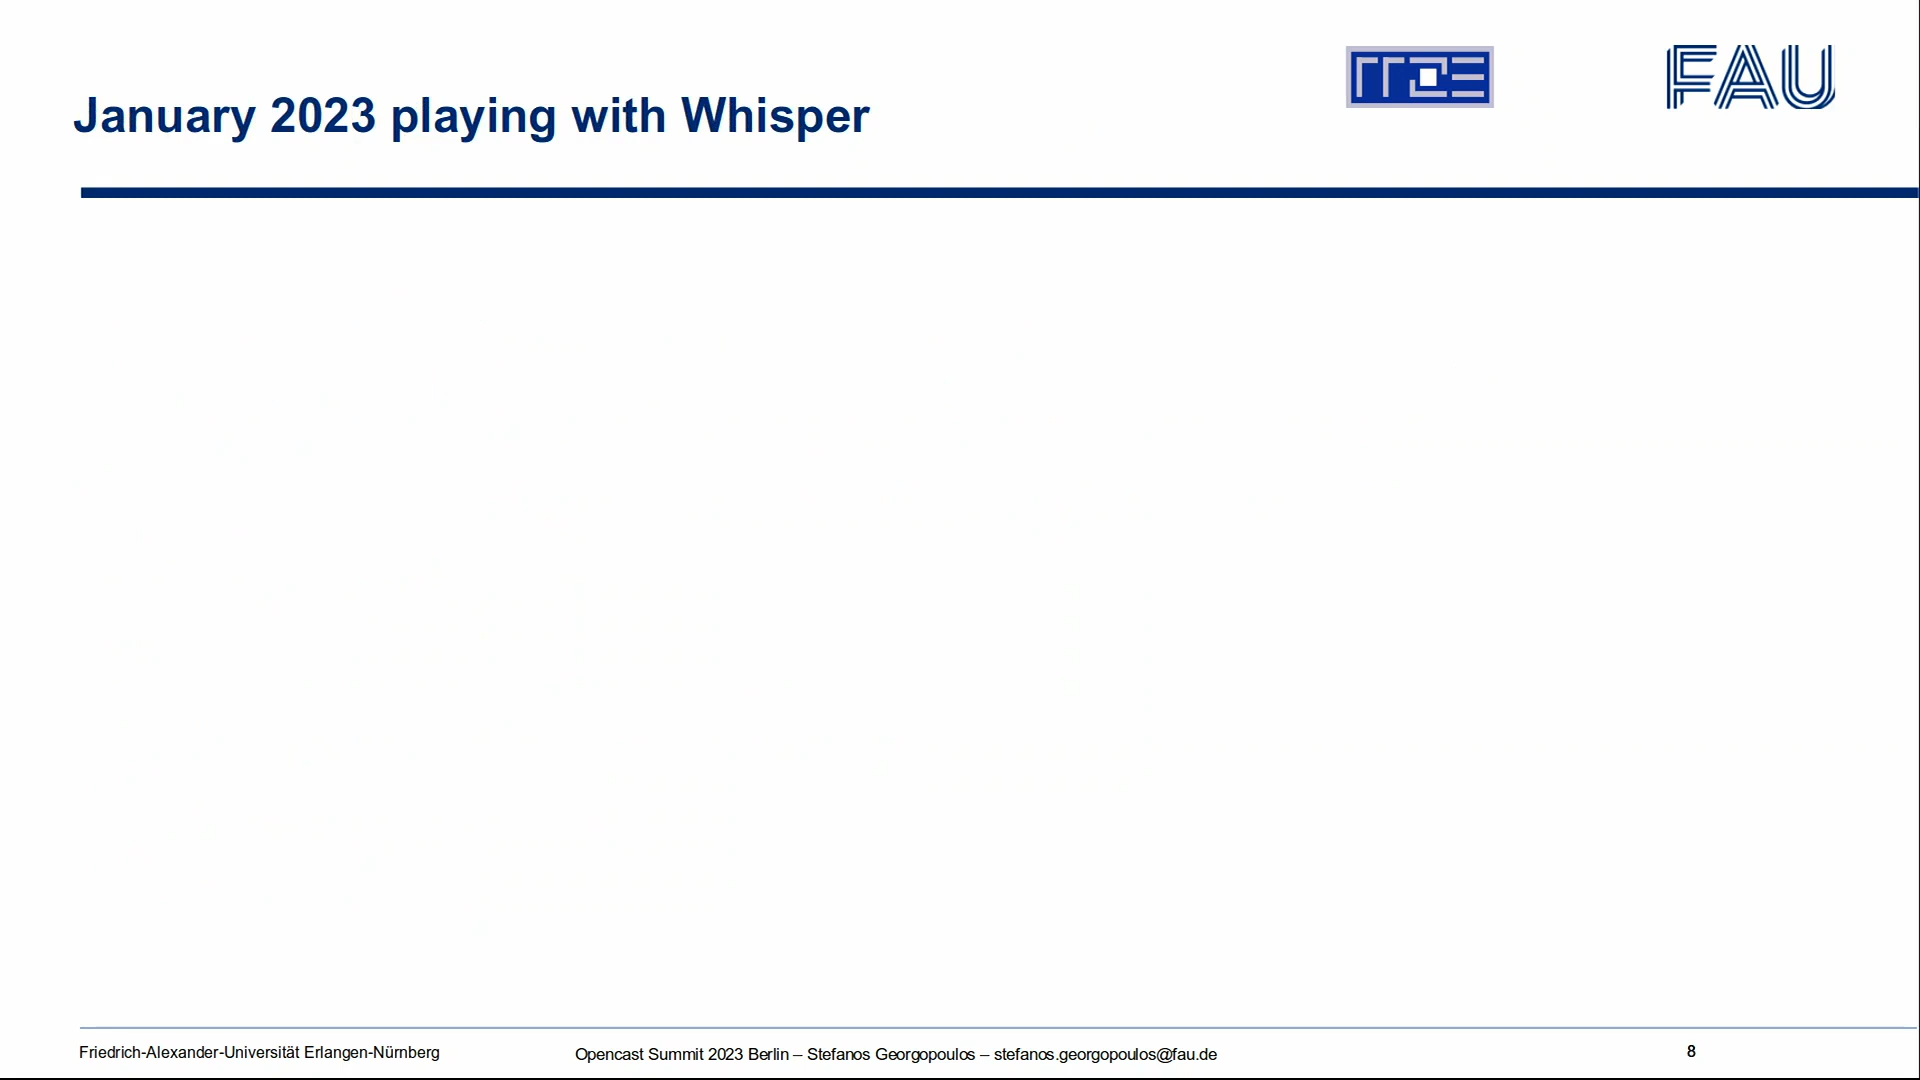 January 2023 playing with Whisper
FAU
Friedrich-Alexander-Universität Erlangen-Nürnberg
Opencast Summit 2023 Berlin – Stefanos Georgopoulos – stefanos.georgopoulos@fau.de
8